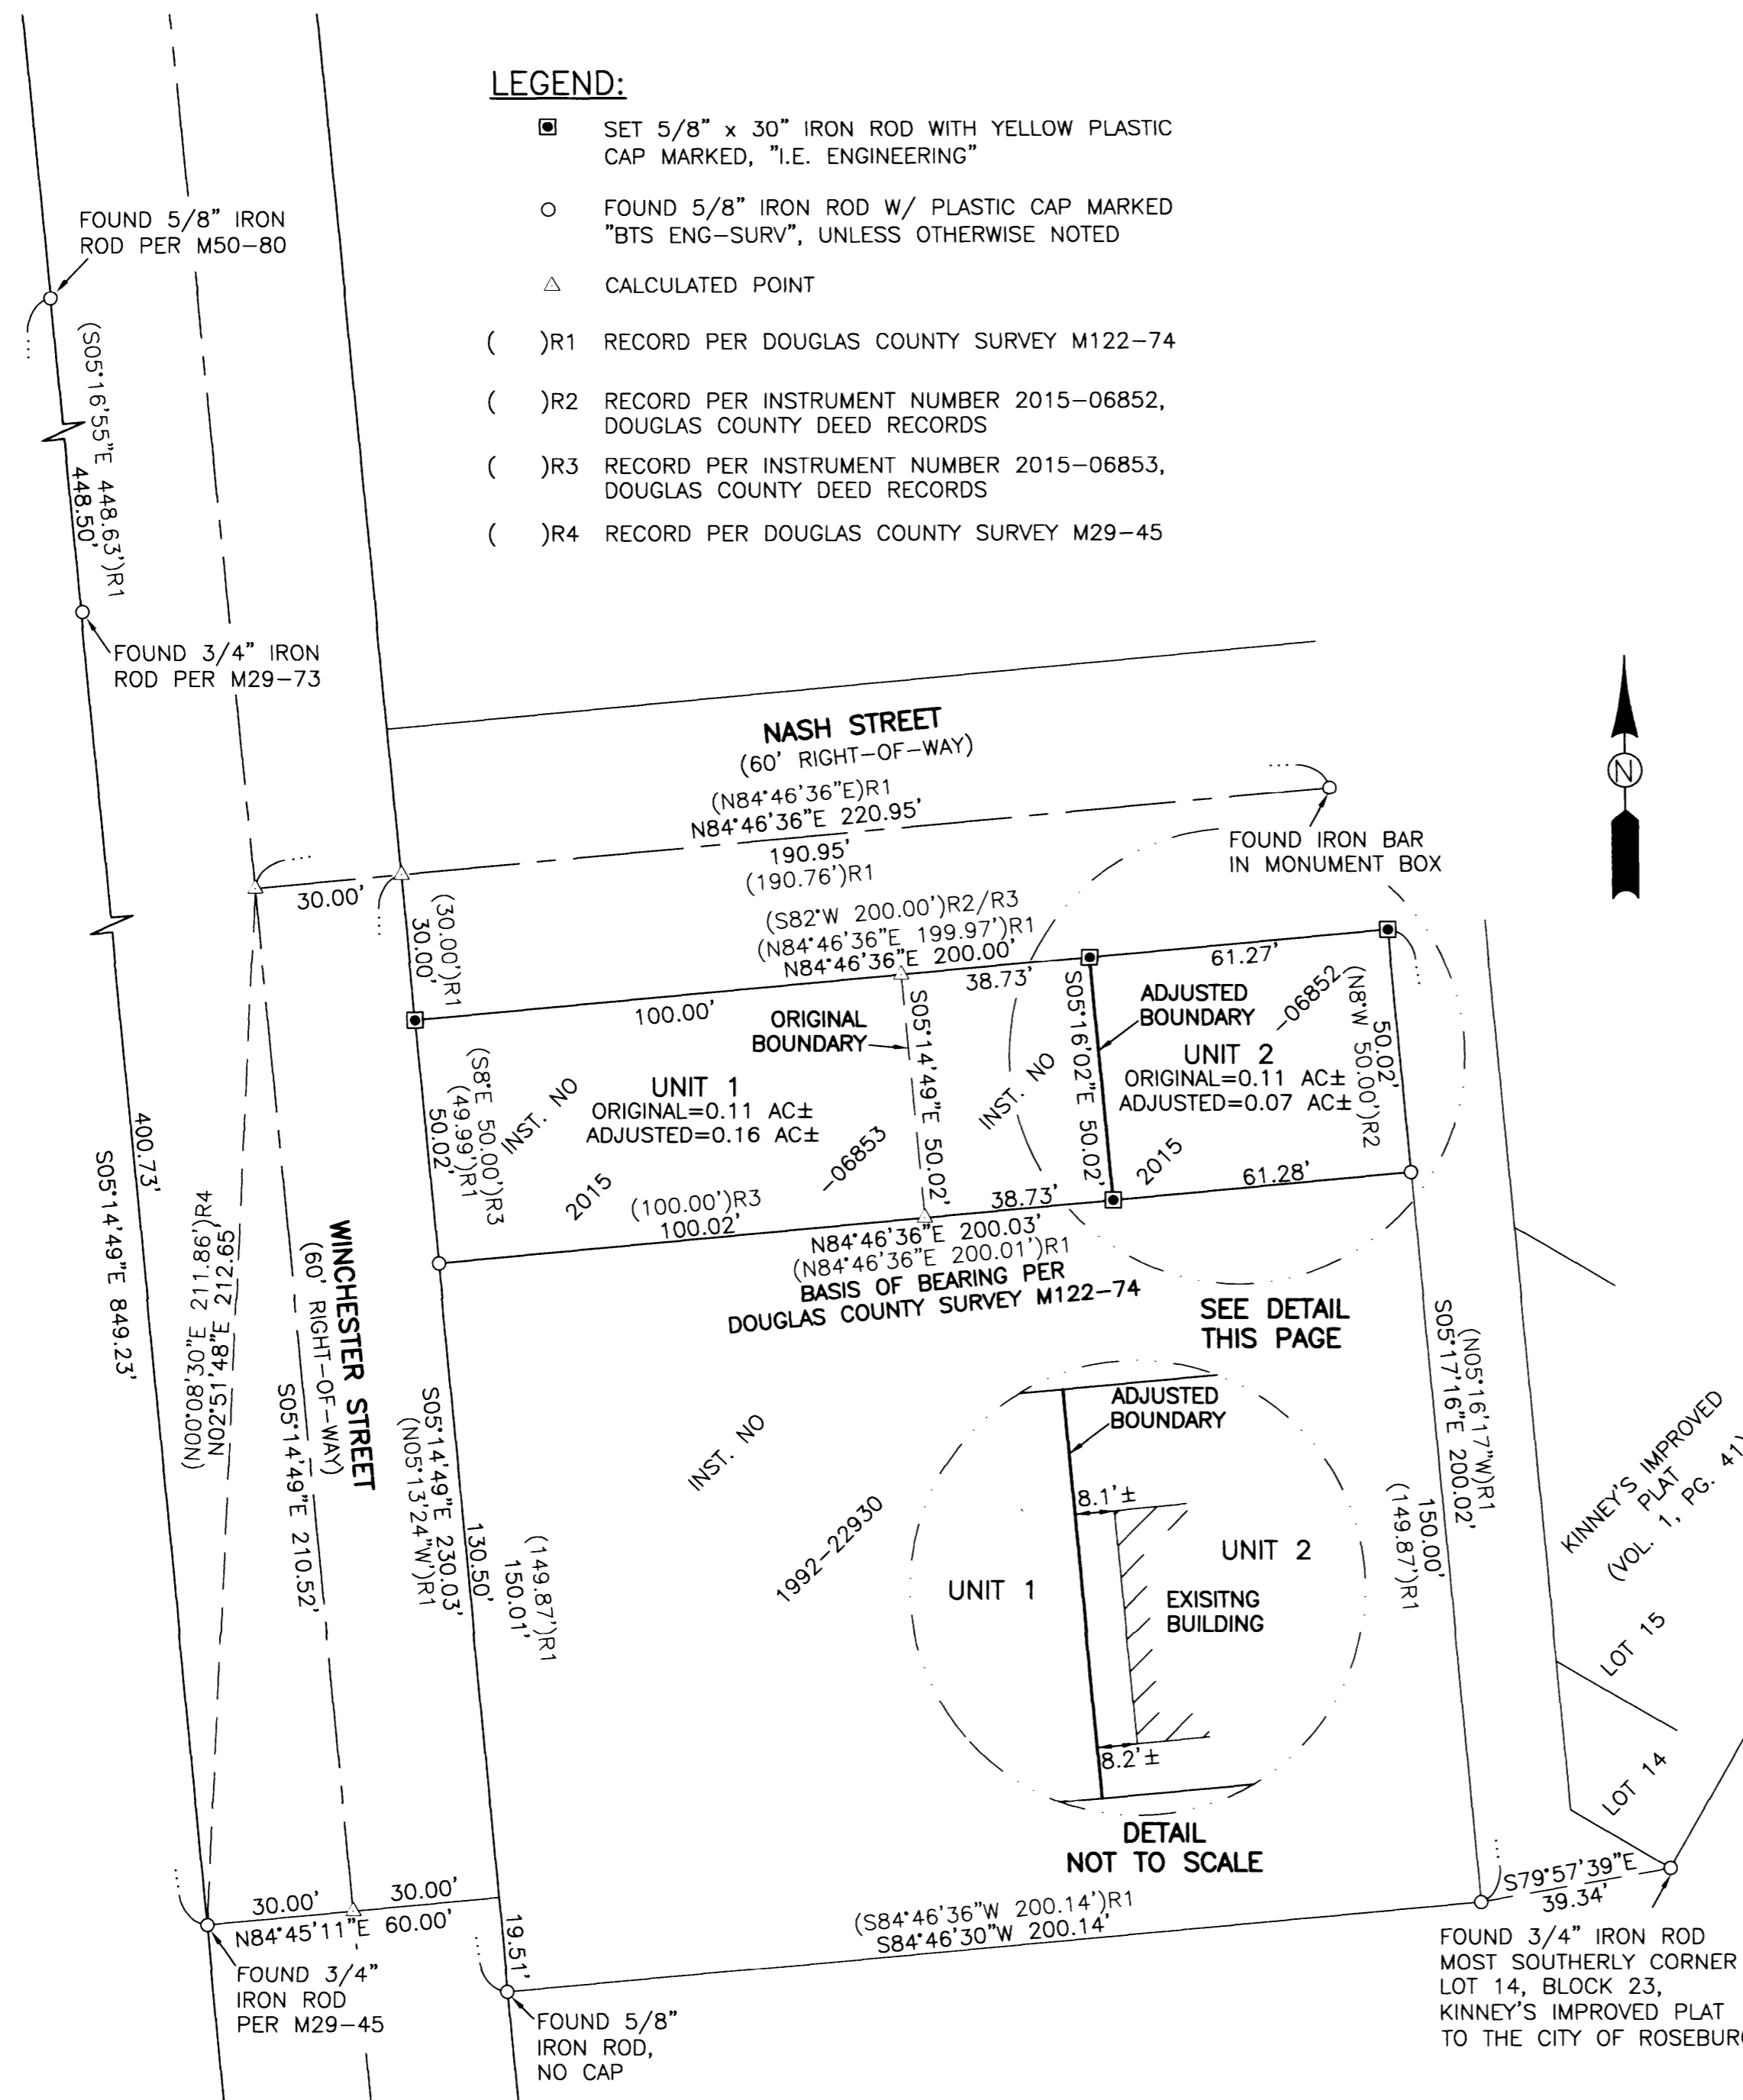 LEGEND:
SET 5/8" x 30" IRON ROD WITH YELLOW PLASTIC
CAP MARKED, "I.E. ENGINEERING"
FOUND 5/8" IRON ROD W/ PLASTIC CAP MARKED
"BTS ENG-SURV", UNLESS OTHERWISE NOTED
CALCULATED POINT
( )R1 RECORD PER DOUGLAS COUNTY SURVEY M122-74
( )R2 RECORD PER INSTRUMENT NUMBER 2015-06852,
DOUGLAS COUNTY DEED RECORDS
( )R3 RECORD PER INSTRUMENT NUMBER 2015-06853,
DOUGLAS COUNTY DEED RECORDS
( )R4 RECORD PER DOUGLAS COUNTY SURVEY M29-45
FOUND 5/8" IRON
ROD PER M50-80
(S05°16'55"E 448.63')R1
448.50'
FOUND 3/4" IRON
ROD PER M29-73
NASH STREET
(60' RIGHT-OF-WAY)
(N84°46'36"E)R1
N84°46'36"E 220.95'
190.95'
(190.76')R1
30.00'
FOUND IRON BAR
IN MONUMENT BOX
N
(30.00')R1
30.00'
(S82°W 200.00')R2/R3
(N84°46'36"E 199.97')R1
N84°46'36"E 200.00'
100.00'
38.73'
61.27'
ORIGINAL
BOUNDARY
S05°14'49"E 50.02'
S05°16'02"E 50.02'
ADJUSTED
BOUNDARY
UNIT 1
ORIGINAL=0.11 AC±
ADJUSTED=0.16 AC±
UNIT 2
ORIGINAL=0.11 AC±
ADJUSTED=0.07 AC±
INST. NO
2015
-06853
INST. NO
2015
-06852
(N8°W 50.00')R2
50.02'
(S8°E 50.00')R3
(49.99')R1
50.02'
(100.00')R3
100.02'
38.73'
61.28'
N84°46'36"E 200.03'
(N84°46'36"E 200.01')R1
BASIS OF BEARING PER
DOUGLAS COUNTY SURVEY M122-74
SEE DETAIL
THIS PAGE
400.73'
S05°14'49"E 849.23'
(N00°08'30"E 211.86')R4
N02°51'48"E 212.65'
WINCHESTER STREET
(60' RIGHT-OF-WAY)
S05°14'49"E 210.52'
S05°14'49"E 230.03'
(N05°13'24"W)R1
130.50'
(149.87')R1
150.01'
INST. NO
1992-22930
ADJUSTED
BOUNDARY
8.1'±
UNIT 1
UNIT 2
EXISITNG
BUILDING
8.2'±
DETAIL
NOT TO SCALE
(N05°16'17"W)R1
S05°17'16"E 200.02'
150.00'
(149.87')R1
KINNEY'S IMPROVED
PLAT
(VOL. 1, PG. 41)
LOT 15
LOT 14
30.00'
30.00'
N84°45'11"E 60.00'
19.51'
FOUND 3/4"
IRON ROD
PER M29-45
FOUND 5/8"
IRON ROD,
NO CAP
(S84°46'36"W 200.14')R1
S84°46'30"W 200.14'
S79°57'39"E
39.34'
FOUND 3/4" IRON ROD
MOST SOUTHERLY CORNER
LOT 14, BLOCK 23,
KINNEY'S IMPROVED PLAT
TO THE CITY OF